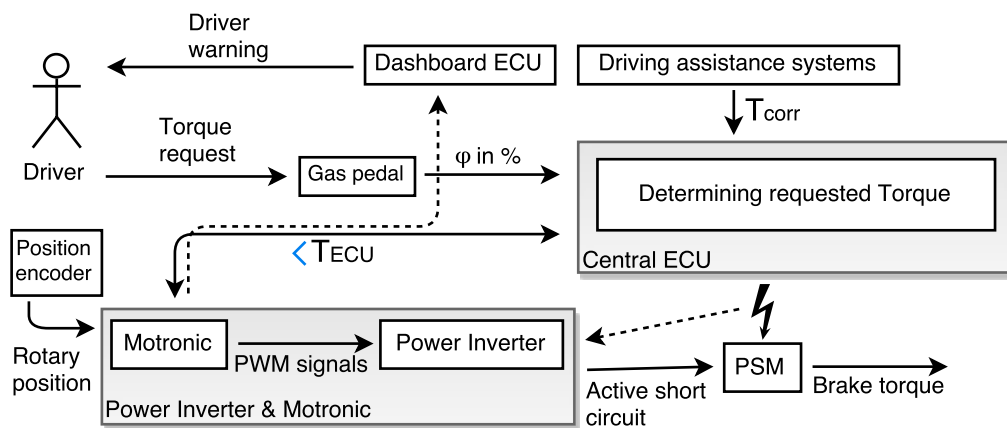 Driver
warning
Dashboard ECU
Driving assistance systems
Tcorr
Torque
request
Driver
Gas pedal
φ in %
Determining requested Torque
Central ECU
TECU
Position
encoder
Rotary
position
Motronic
PWM signals
Power Inverter
Power Inverter & Motronic
Active short
circuit
PSM
Brake torque